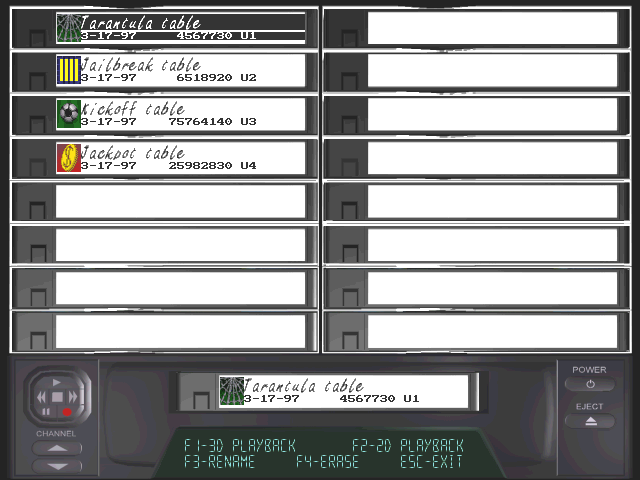 Tarantula table
3-17-97 4567730 U1
Jailbreak table
3-17-97 6518920 U2
Kickoff table
3-17-97 75764140 U3
Jackpot table
3-17-97 25982830 U4
Tarantula table
3-17-97 4567730 U1
CHANNEL
POWER
EJECT
F1-3D PLAYBACK F2-2D PLAYBACK
F3-RENAME F4-ERASE ESC-EXIT